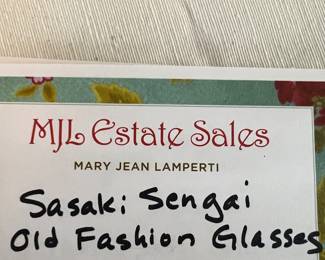 MJL Estate Sales
MARY JEAN LAMPERTI
Sasaki Sengai
Old Fashion Glasses